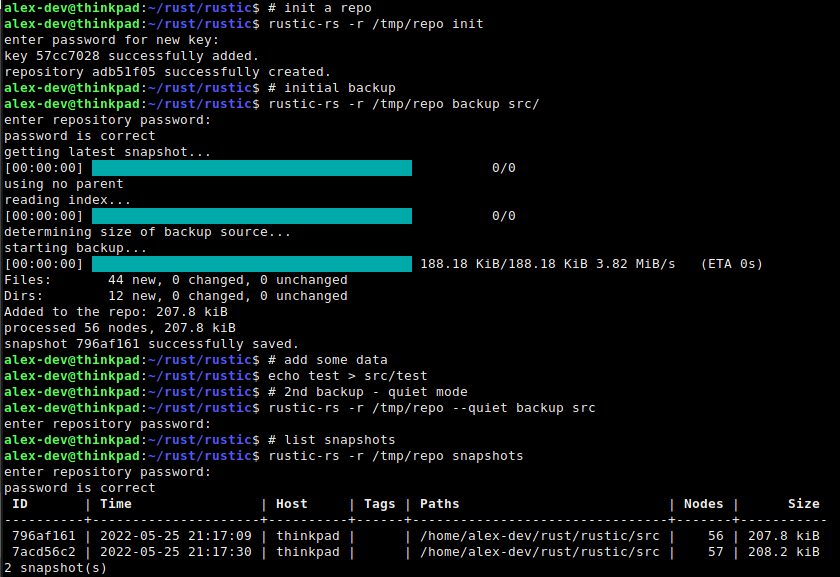 alex-dev@thinkpad:~/rust/rustic$ # init a repo
alex-dev@thinkpad:~/rust/rustic$ rustic-rs -r /tmp/repo init
enter password for new key:
key 57cc7028 successfully added.
repository adb51f05 successfully created.
alex-dev@thinkpad:~/rust/rustic$ # initial backup
alex-dev@thinkpad:~/rust/rustic$ rustic-rs -r /tmp/repo backup src/
enter repository password:
password is correct
getting latest snapshot...
[00:00:00] 0/0
using no parent
reading index...
[00:00:00] 0/0
determining size of backup source...
starting backup...
[00:00:00] 188.18 KiB/188.18 KiB 3.82 MiB/s   (ETA 0s)
Files:       44 new, 0 changed, 0 unchanged
Dirs:        12 new, 0 changed, 0 unchanged
Added to the repo: 207.8 kiB
processed 56 nodes, 207.8 kiB
snapshot 796af161 successfully saved.
alex-dev@thinkpad:~/rust/rustic$ # add some data
alex-dev@thinkpad:~/rust/rustic$ echo test > src/test
alex-dev@thinkpad:~/rust/rustic$ # 2nd backup - quiet mode
alex-dev@thinkpad:~/rust/rustic$ rustic-rs -r /tmp/repo --quiet backup src
enter repository password:
alex-dev@thinkpad:~/rust/rustic$ # list snapshots
alex-dev@thinkpad:~/rust/rustic$ rustic-rs -r /tmp/repo snapshots
enter repository password:
password is correct
 ID       | Time                | Host     | Tags | Paths                          | Nodes |      Size
----------+---------------------+----------+------+--------------------------------+-------+-----------
 796af161 | 2022-05-25 21:17:09 | thinkpad |      | /home/alex-dev/rust/rustic/src |    56 | 207.8 kiB
 7acd56c2 | 2022-05-25 21:17:30 | thinkpad |      | /home/alex-dev/rust/rustic/src |    57 | 208.2 kiB
2 snapshot(s)